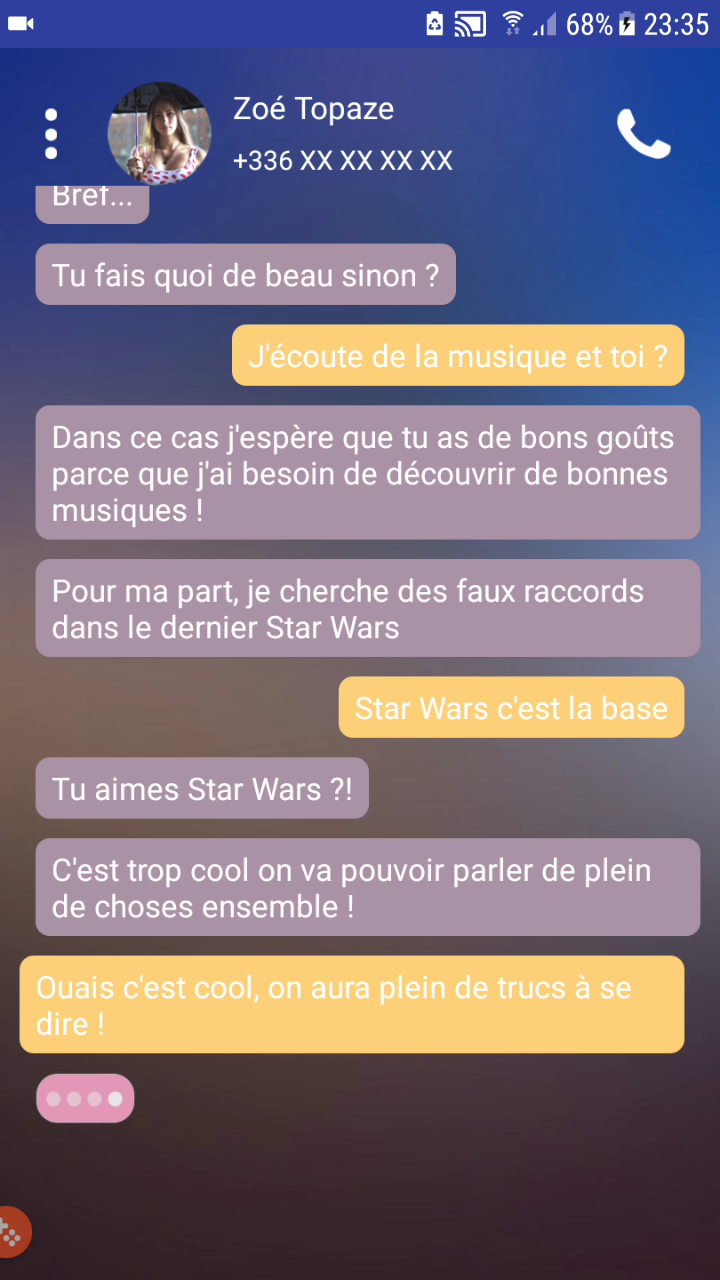 68% 23:35
Zoé Topaze
+336 XX XX XX XX
Bref...
Tu fais quoi de beau sinon ?
J'écoute de la musique et toi ?
Dans ce cas j'espère que tu as de bons goûts
parce que j'ai besoin de découvrir de bonnes
musiques !
Pour ma part, je cherche des faux raccords
dans le dernier Star Wars
Star Wars c'est la base
Tu aimes Star Wars ?!
C'est trop cool on va pouvoir parler de plein
de choses ensemble !
Ouais c'est cool, on aura plein de trucs à se
dire !